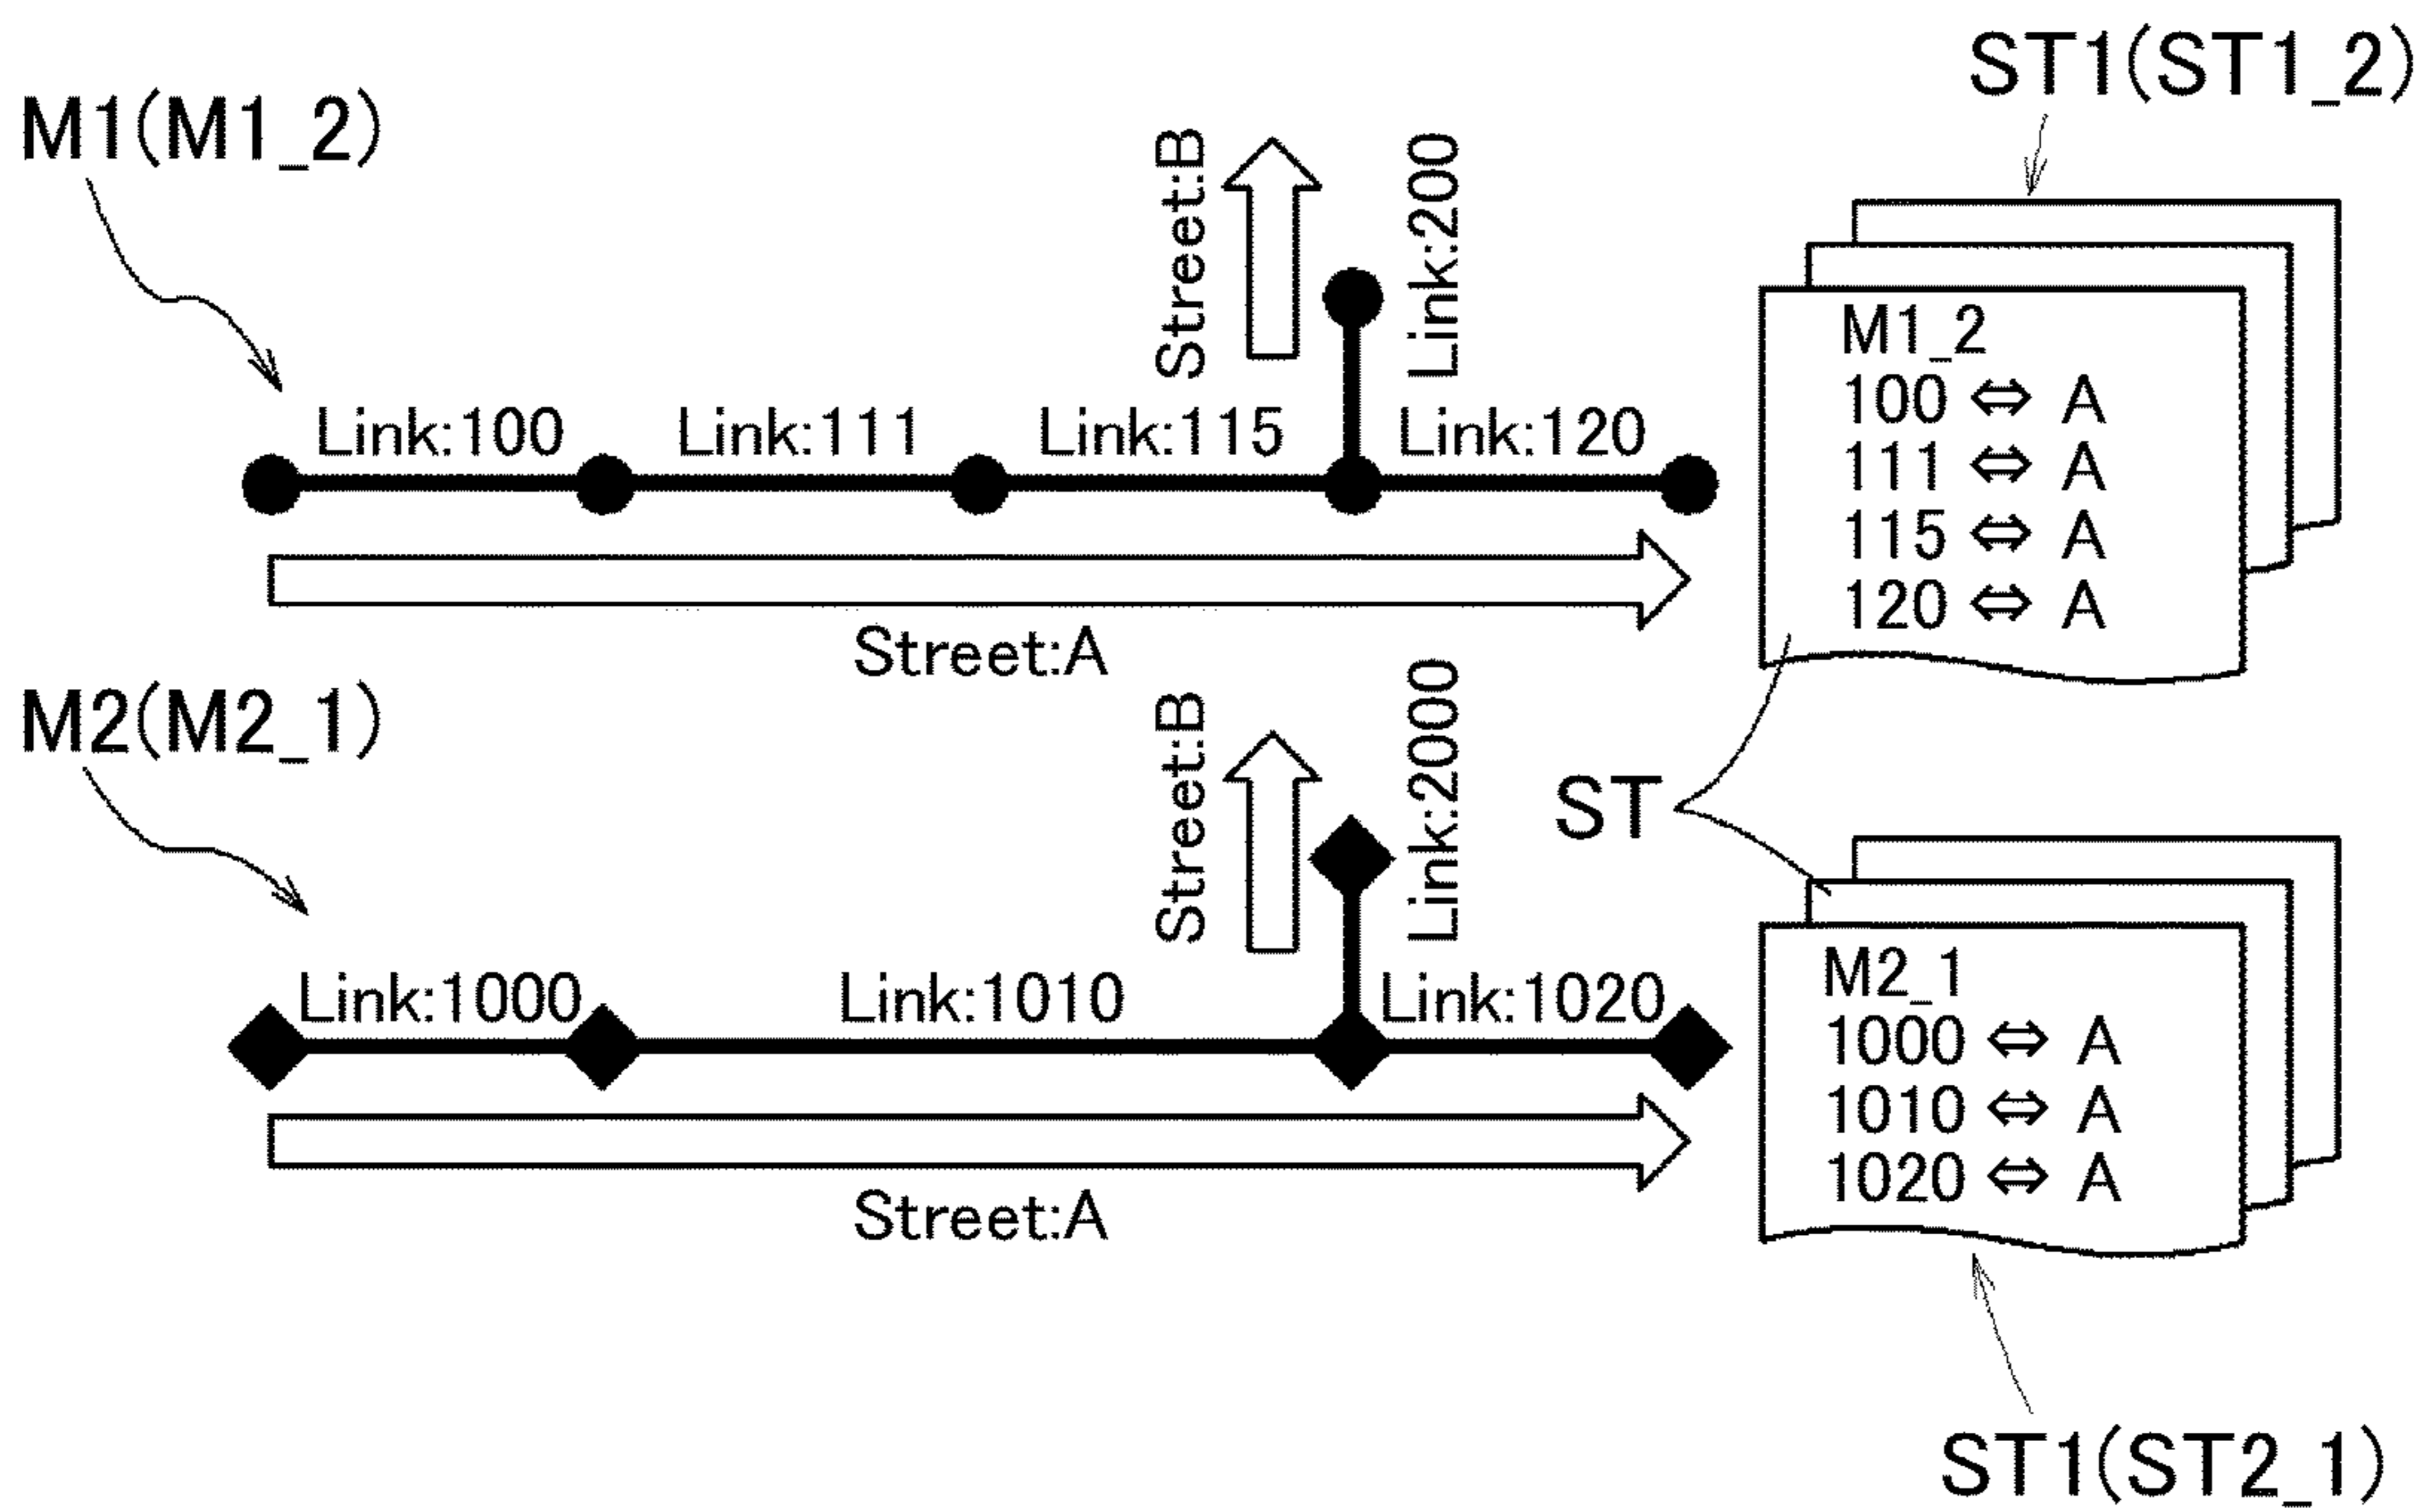 ST1(ST1_2)
M1(M1_2)
Street:B
Link:200
Link:100
Link:111
Link:115
Link:120
Street:A
M1_2
100 ⇔ A
111 ⇔ A
115 ⇔ A
120 ⇔ A
ST
M2(M2_1)
Street:B
Link:2000
Link:1000
Link:1010
Link:1020
Street:A
M2_1
1000 ⇔ A
1010 ⇔ A
1020 ⇔ A
ST1(ST2_1)